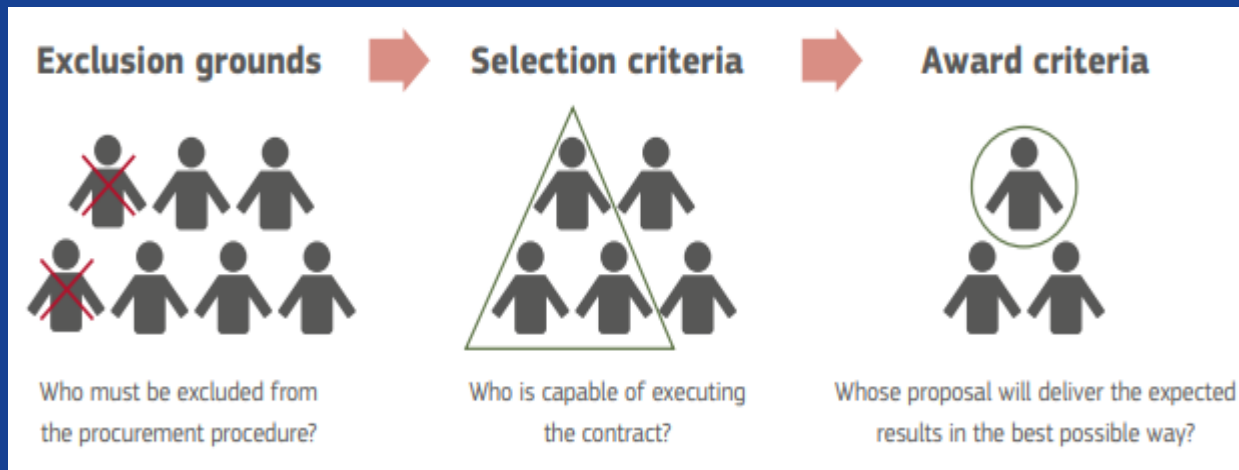 Exclusion grounds
Selection criteria
Award criteria
Who must be excluded from
the procurement procedure?
Who is capable of executing
the contract?
Whose proposal will deliver the expected
results in the best possible way?